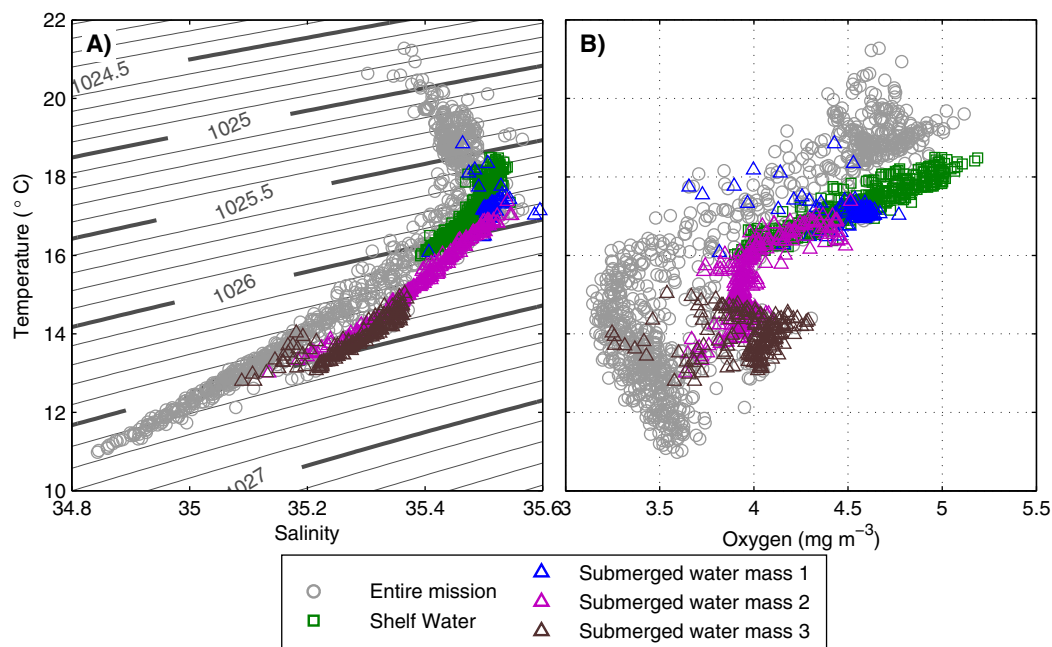 A)
B)
22
20
18
16
14
12
10
Temperature (° C)
1024.5
1025
1025.5
1026
1027
34.8
35
35.2
35.4
35.6
Salinity
3
3.5
4
4.5
5
5.5
Oxygen (mg m⁻³)
Entire mission
Shelf Water
Submerged water mass 1
Submerged water mass 2
Submerged water mass 3